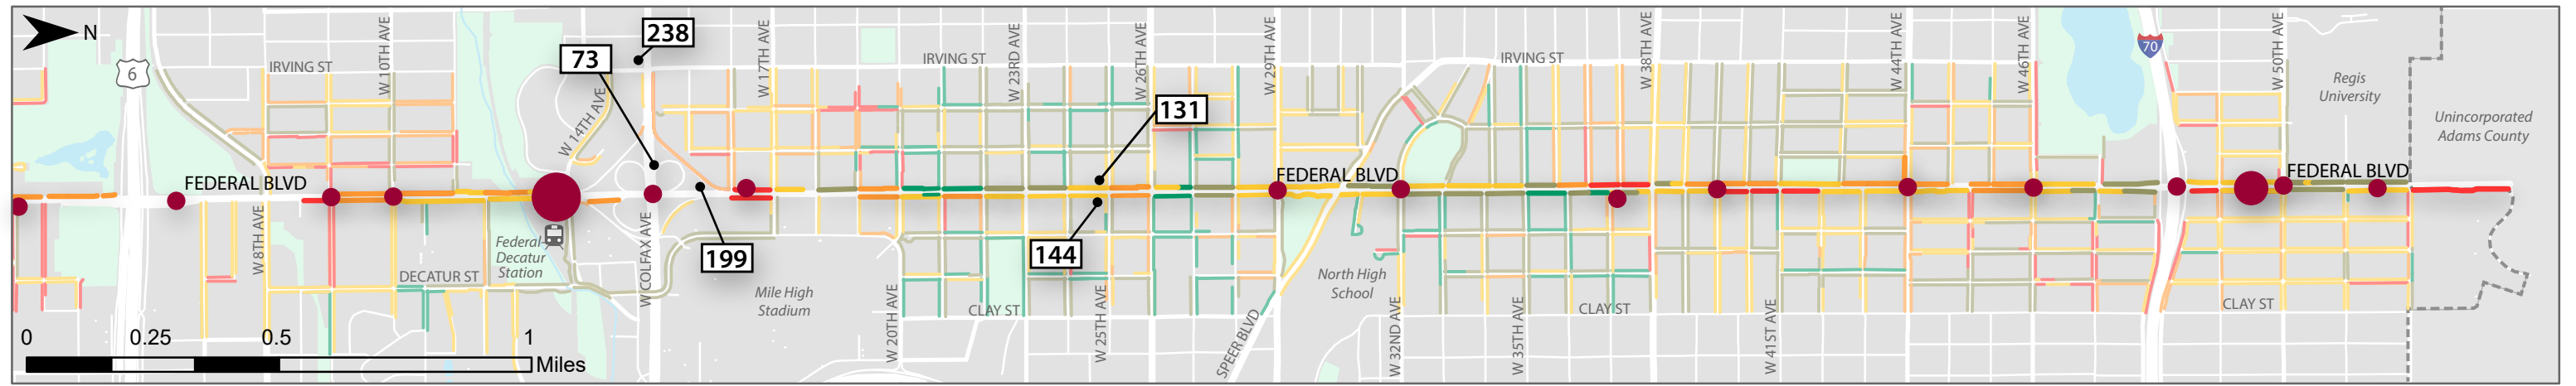 N
6
IRVING ST
W 10TH AVE
73
238
W 14TH AVE
W 17TH AVE
IRVING ST
W 23RD AVE
W 26TH AVE
131
W 29TH AVE
IRVING ST
W 38TH AVE
W 44TH AVE
W 46TH AVE
70
W 50TH AVE
Regis
University
Unincorporated
Adams County
FEDERAL BLVD
FEDERAL BLVD
FEDERAL BLVD
W 8TH AVE
DECATUR ST
Federal-
Decatur
Station
W COLFAX AVE
199
Mile High
Stadium
W 20TH AVE
CLAY ST
144
W 25TH AVE
SPEER BLVD
North High
School
W 32ND AVE
W 35TH AVE
CLAY ST
W 41ST AVE
CLAY ST
0
0.25
0.5
1
Miles